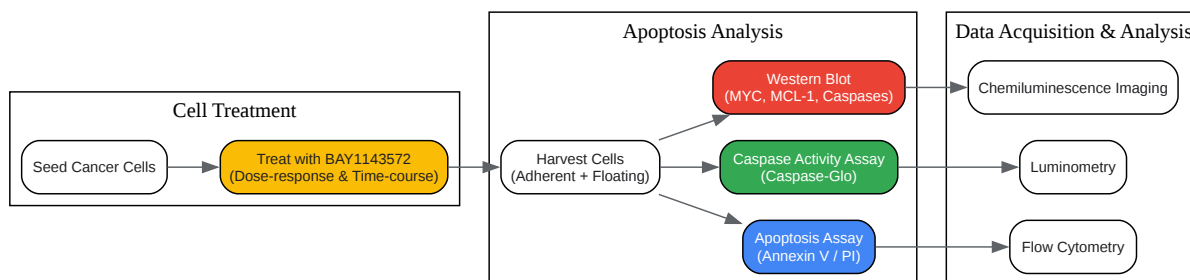 Cell Treatment
Seed Cancer Cells
Treat with BAY1143572
(Dose-response & Time-course)
Apoptosis Analysis
Harvest Cells
(Adherent + Floating)
Western Blot
(MYC, MCL-1, Caspases)
Caspase Activity Assay
(Caspase-Glo)
Apoptosis Assay
(Annexin V / PI)
Data Acquisition & Analysis
Chemiluminescence Imaging
Luminometry
Flow Cytometry